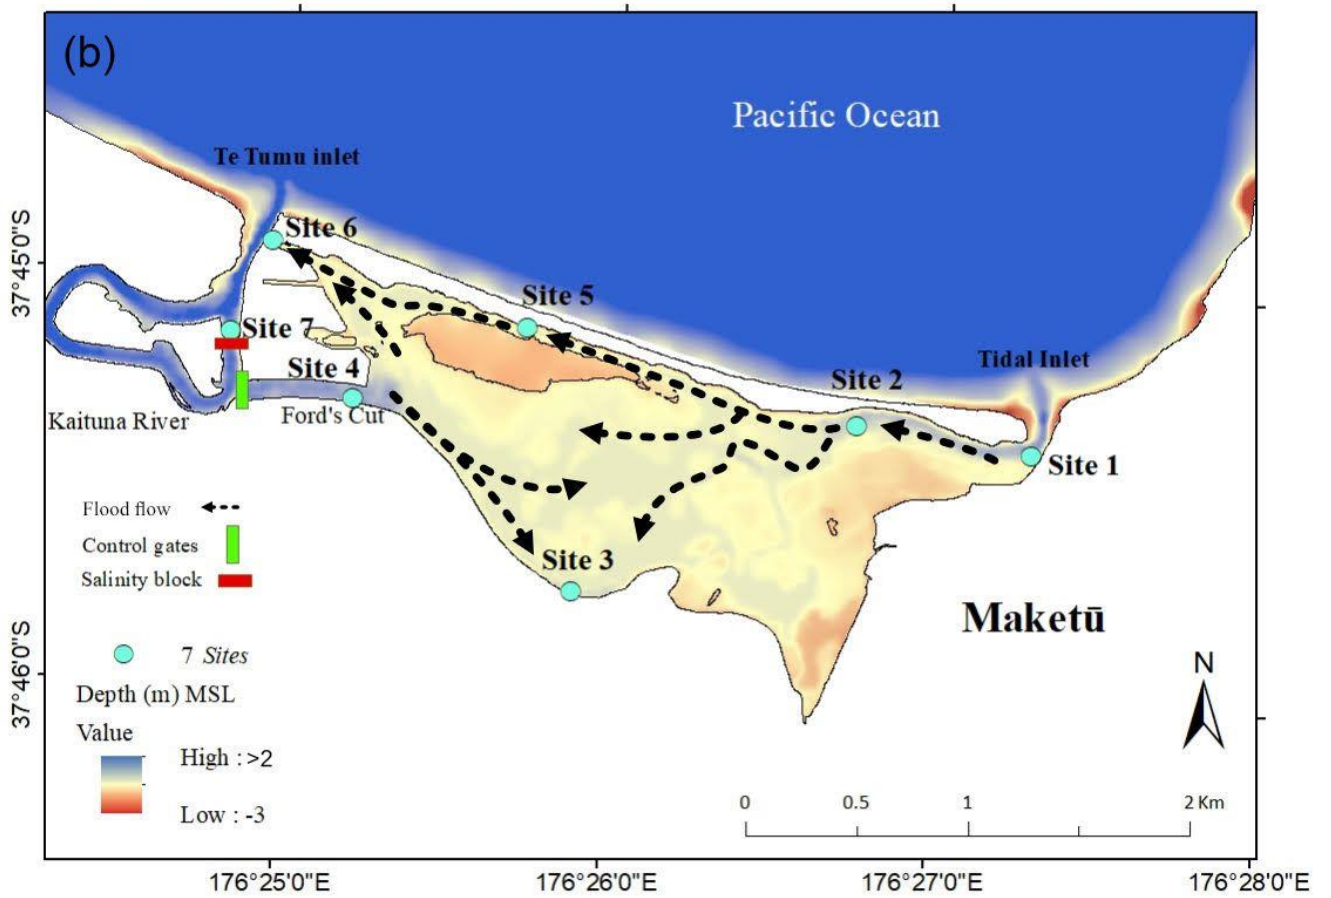 (b)
Pacific Ocean
Te Tumu inlet
Site 6
37°45'0"S
Site 5
Site 7
Tidal Inlet
Site 4
Site 2
Kaituna River
Ford's Cut
Site 1
Flood flow
Control gates
Site 3
Salinity block
Maketū
7 Sites
N
37°46'0"S
Depth (m) MSL
Value
High : >2
Low : -3
0 0.5 1 2 Km
176°25'0"E 176°26'0"E 176°27'0"E 176°28'0"E